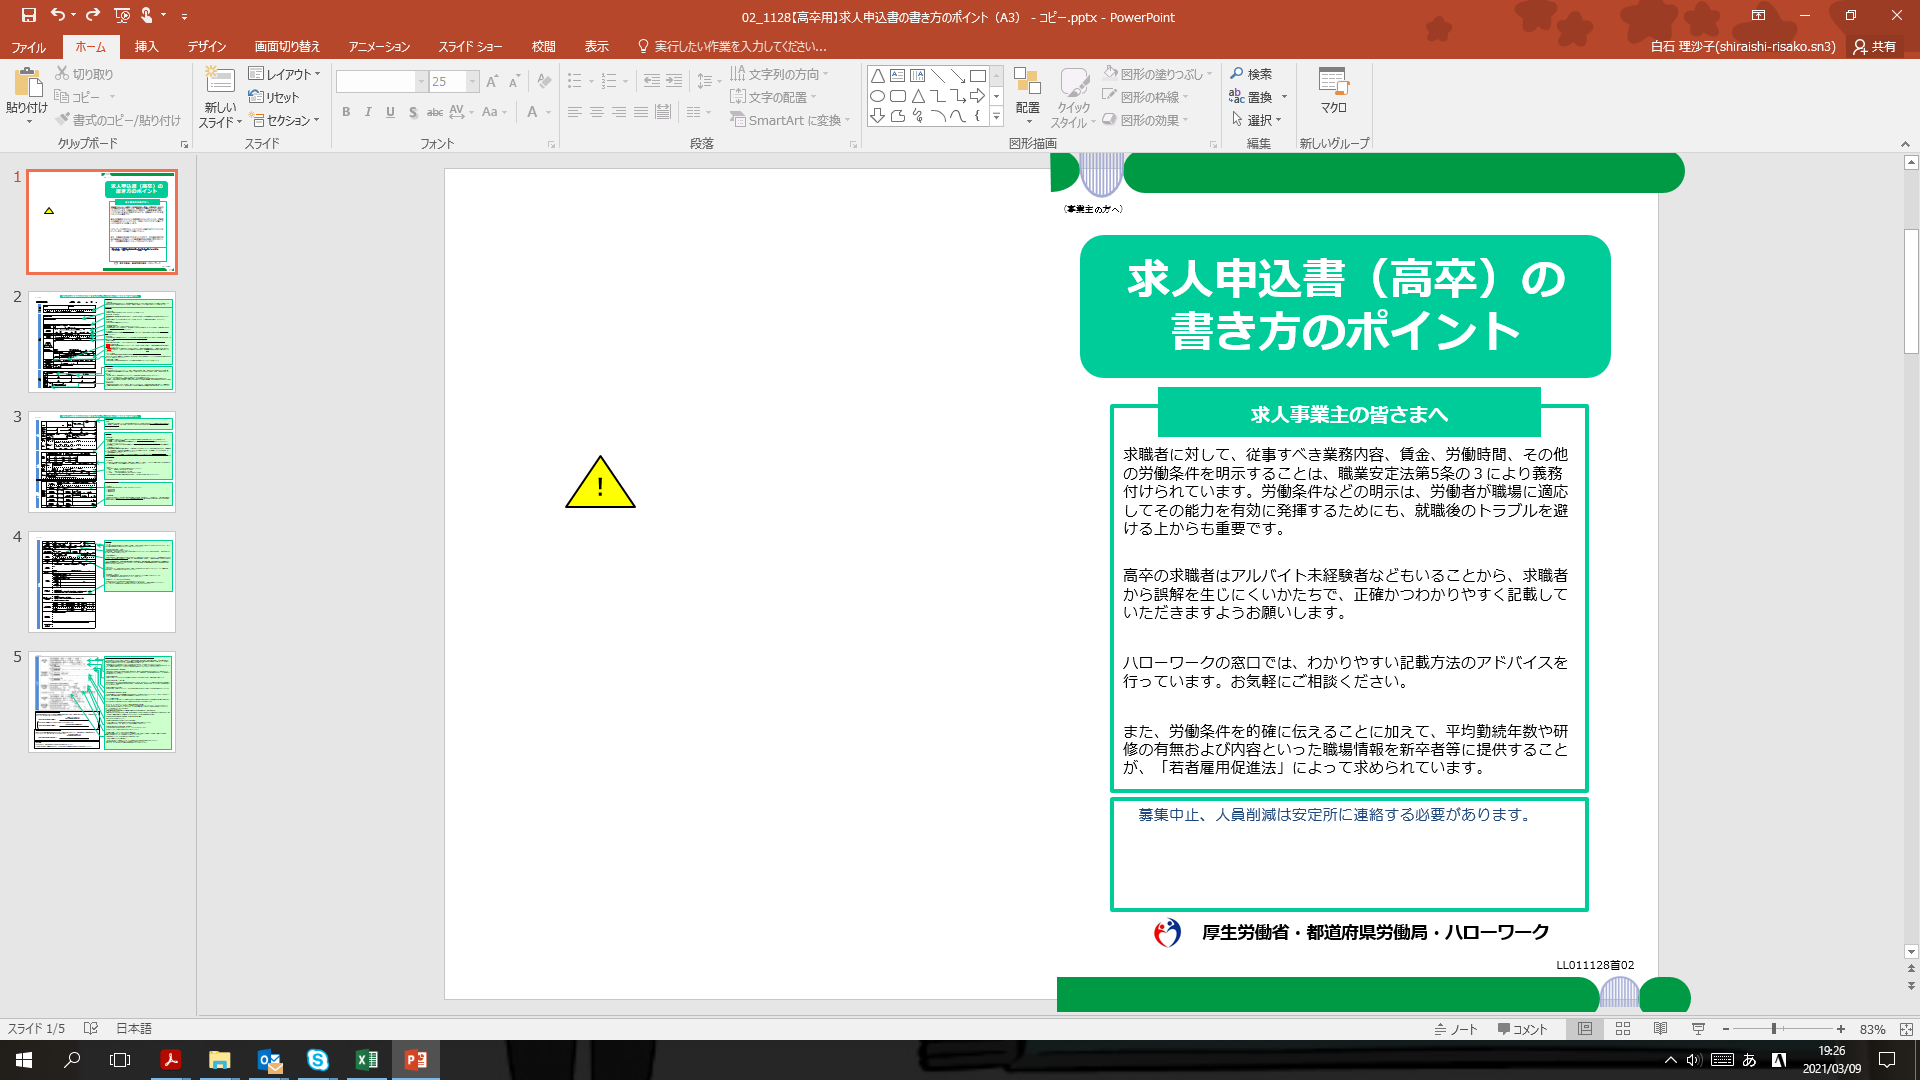 02_1128【高卒用】求人申込書の書き方のポイント（A3） - コピー.pptx - PowerPoint
ファイル
ホーム
挿入
デザイン
画面切り替え
アニメーション
スライド ショー
校閲
表示
実行したい作業を入力してください...
白石 理沙子(shiraishi-risako.sn3)
共有
貼り付け
切り取り
コピー
書式のコピー/貼り付け
クリップボード
新しい
スライド
レイアウト
リセット
セクション
スライド
25
B I U S abc AV Aa A
フォント
文字列の方向
文字の配置
SmartArt に変換
段落
配置
クイック
スタイル
図形の塗りつぶし
図形の枠線
図形の効果
図形描画
検索
置換
選択
編集
マクロ
新しいグループ
1
2
3
4
5
（事業主の方へ）
求人申込書（高卒）の
書き方のポイント
求人事業主の皆さまへ
求職者に対して、従事すべき業務内容、賃金、労働時間、その他
の労働条件を明示することは、職業安定法第5条の３により義務
付けられています。労働条件などの明示は、労働者が職場に適応
してその能力を有効に発揮するためにも、就職後のトラブルを避
ける上からも重要です。
高卒の求職者はアルバイト未経験者などもいることから、求職者
から誤解を生じにくいかたちで、正確かつわかりやすく記載して
いただきますようお願いします。
ハローワークの窓口では、わかりやすい記載方法のアドバイスを
行っています。お気軽にご相談ください。
また、労働条件を的確に伝えることに加えて、平均勤続年数や研
修の有無および内容といった職場情報を新卒者等に提供すること
が、「若者雇用促進法」によって求められています。
募集中止、人員削減は安定所に連絡する必要があります。
厚生労働省・都道府県労働局・ハローワーク
LL011128首02
!
スライド 1/5
日本語
ノート
コメント
83%
あ
A
19:26
2021/03/09